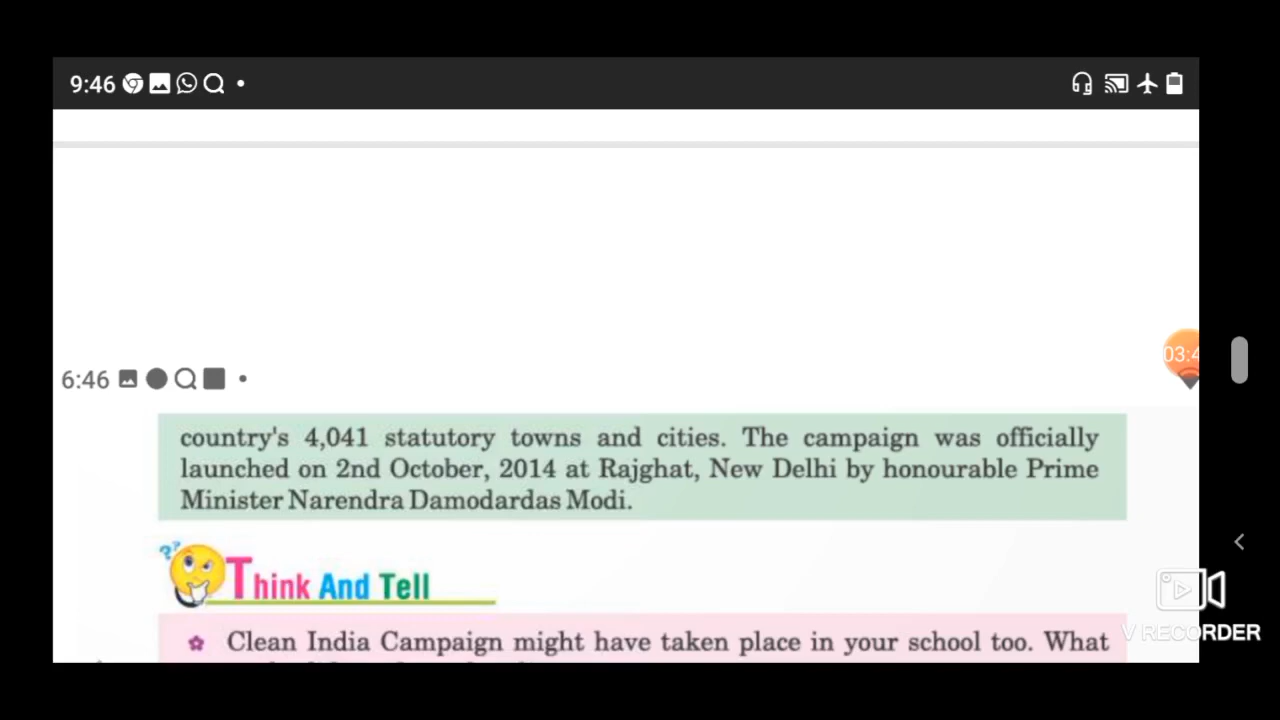 9:46
6:46
03:4
country's 4,041 statutory towns and cities. The campaign was officially
launched on 2nd October, 2014 at Rajghat, New Delhi by honourable Prime
Minister Narendra Damodardas Modi.
??
Think And Tell
Clean India Campaign might have taken place in your school too. What
V RECORDER